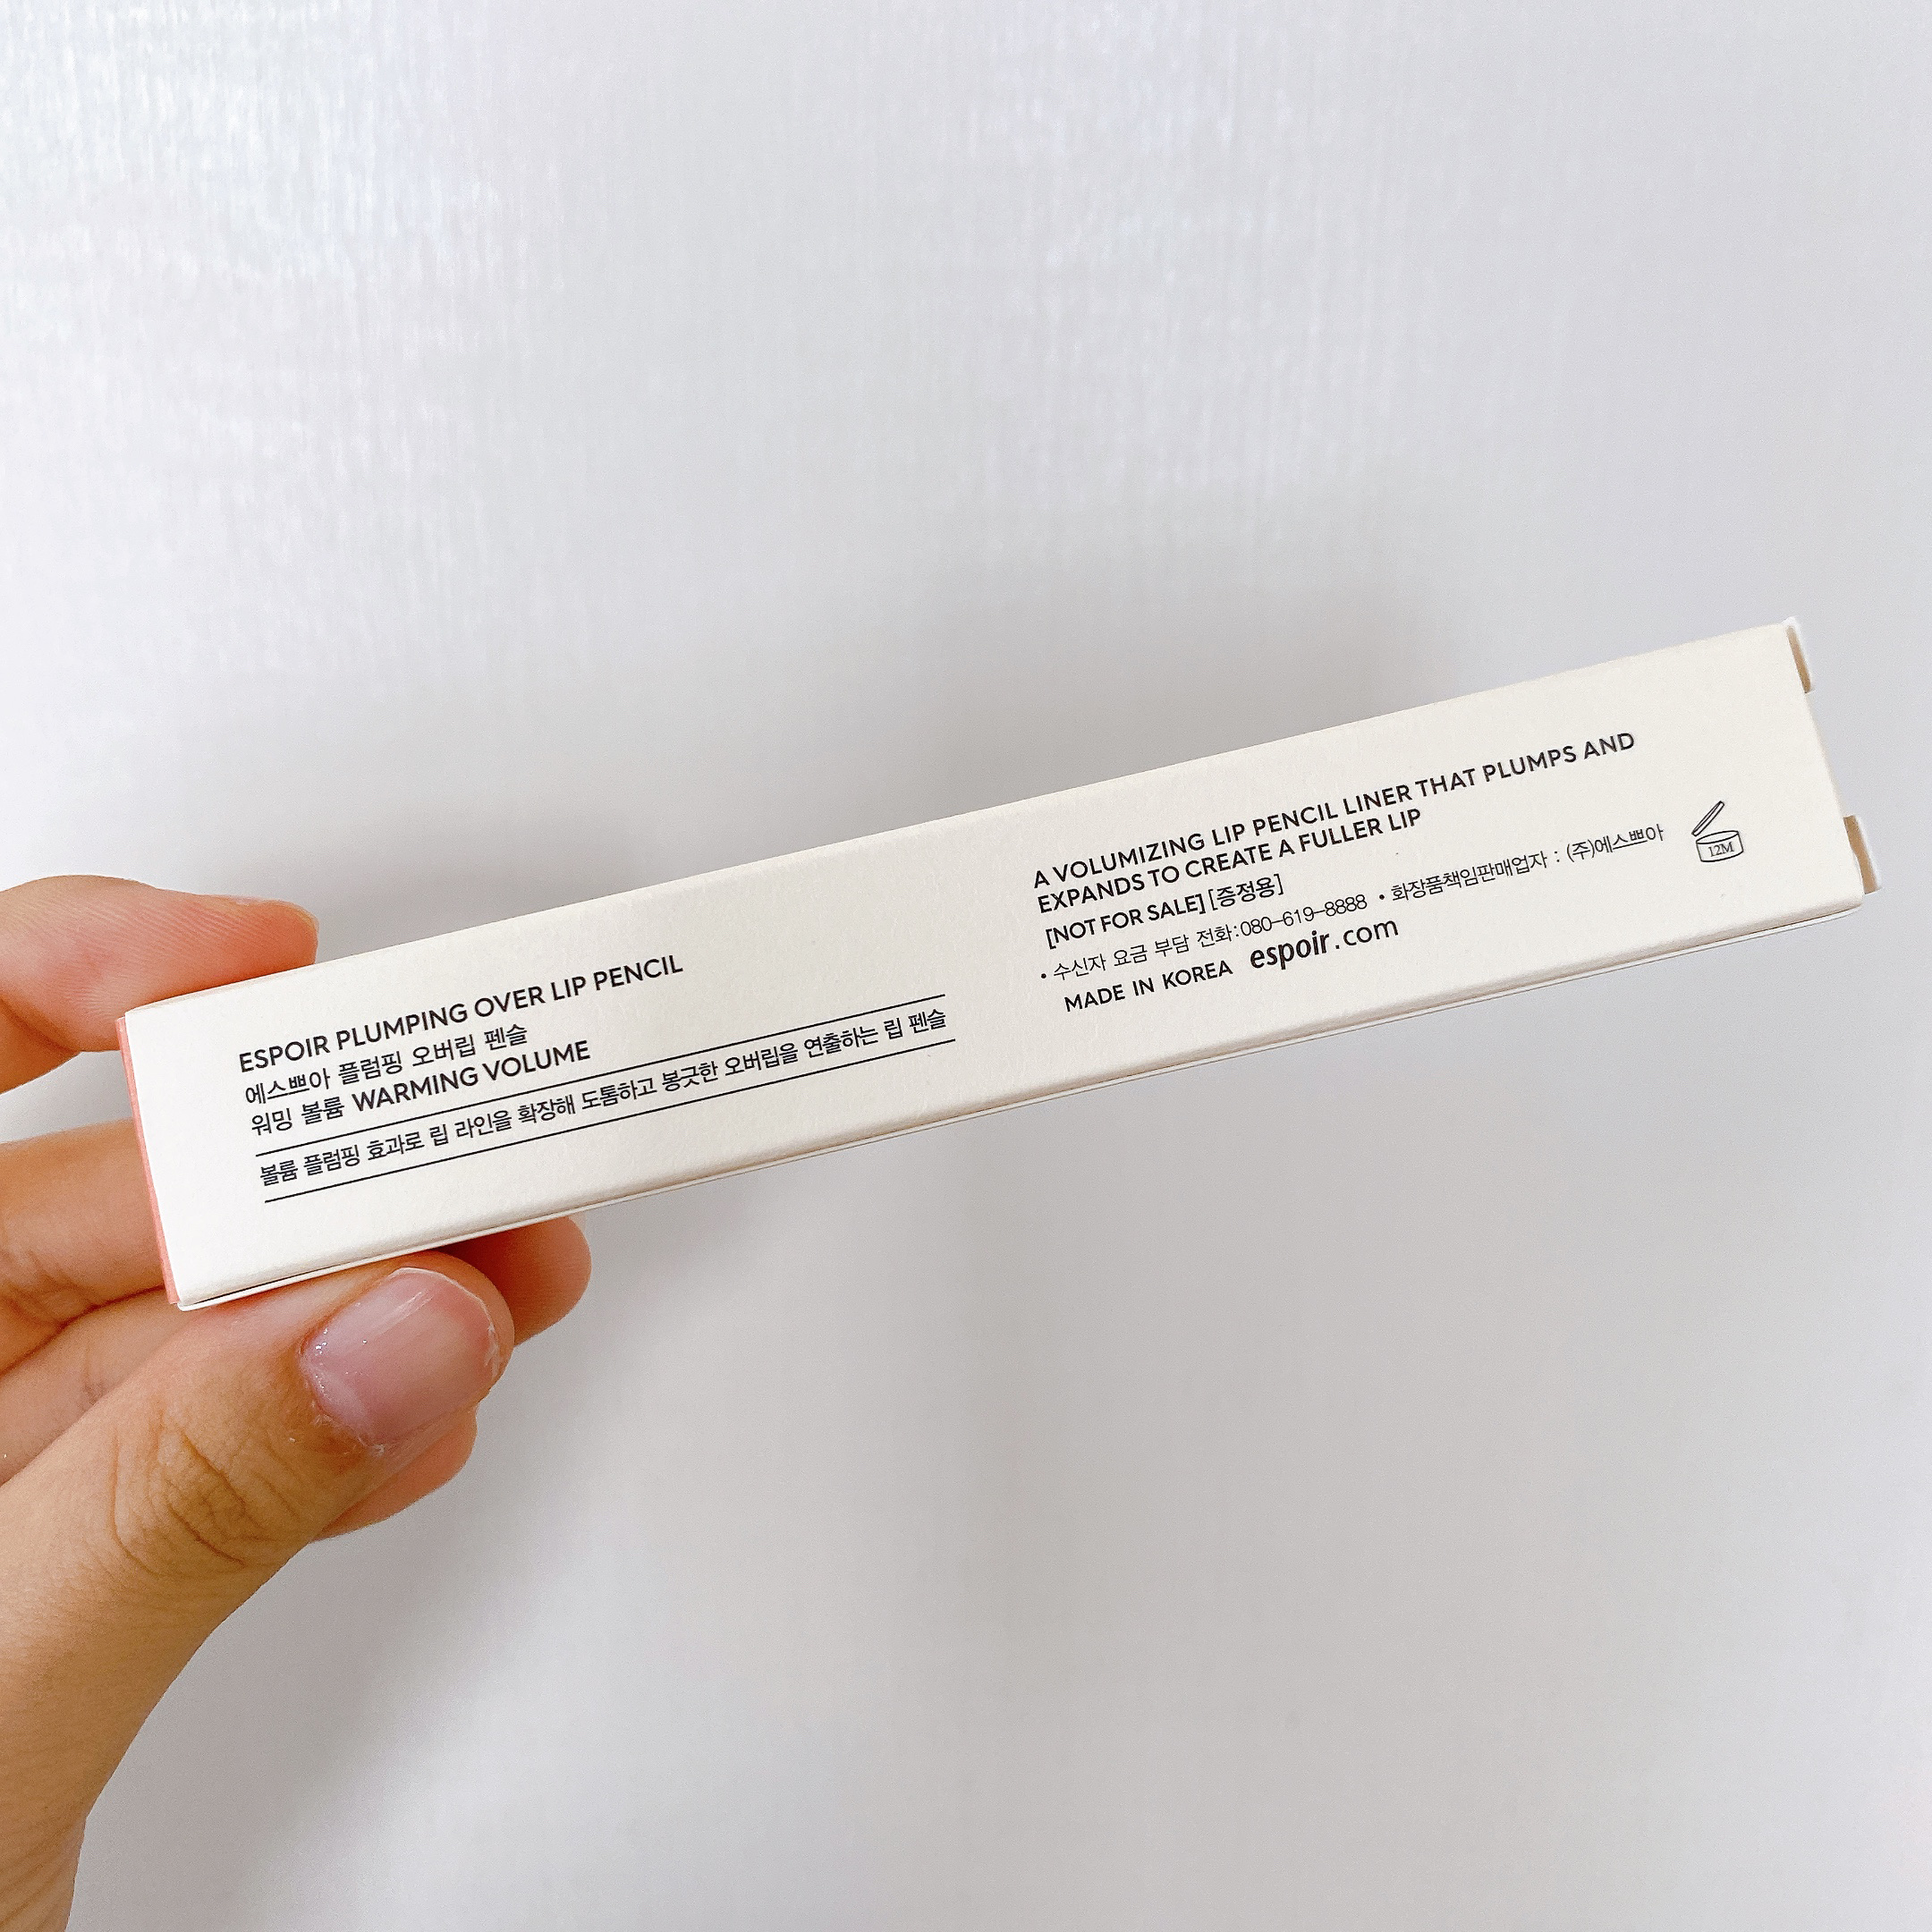 ESPOIR PLUMPING OVER LIP PENCIL
에스쁘아 플럼핑 오버립 펜슬
워밍 볼륨 WARMING VOLUME
볼륨 플럼핑 효과로 립 라인을 확장해 도톰하고 봉긋한 오버립을 연출하는 립 펜슬
A VOLUMIZING LIP PENCIL LINER THAT PLUMPS AND
EXPANDS TO CREATE A FULLER LIP
[NOT FOR SALE] [증정용]
• 수신자 요금 부담 전화:080-619-8888 • 화장품책임판매업자 : (주)에스쁘아
MADE IN KOREA espoir.com
12M